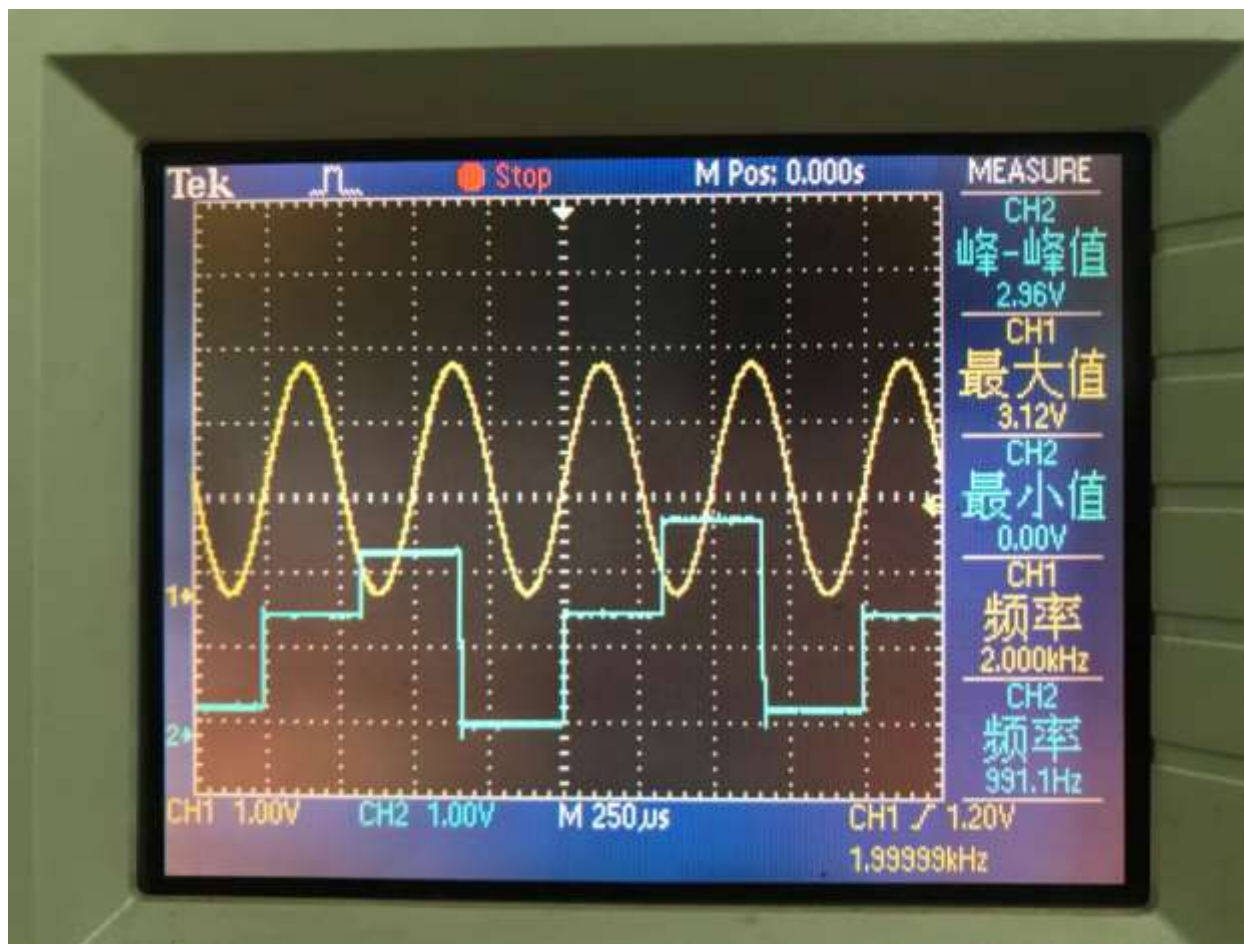 Tek Stop M Pos: 0.000s MEASURE
CH2
峰-峰值
2.96V
CH1
最大值
3.12V
CH2
最小值
0.00V
CH1
频率
2.000kHz
CH2
频率
991.1Hz
1
2
CH1 1.00V CH2 1.00V M 250µs CH1 1.20V
1.99999kHz